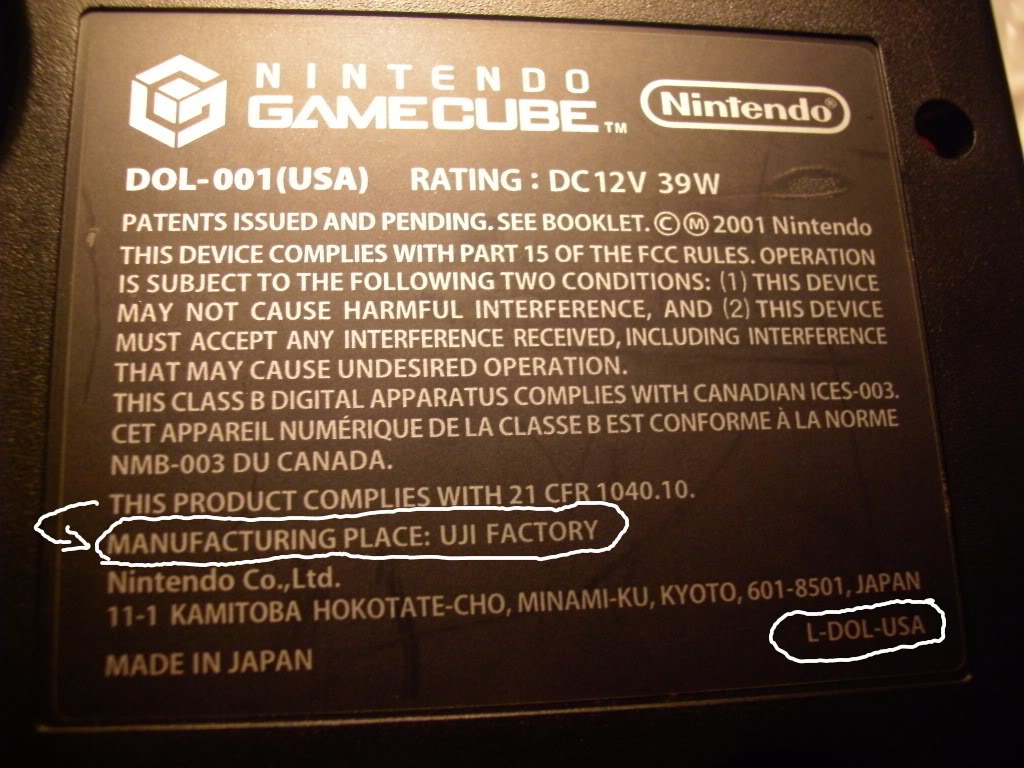 NINTENDO
GAMECUBE™ Nintendo®
DOL-001(USA) RATING : DC 12V 39W
PATENTS ISSUED AND PENDING. SEE BOOKLET. © Ⓜ 2001 Nintendo
THIS DEVICE COMPLIES WITH PART 15 OF THE FCC RULES. OPERATION
IS SUBJECT TO THE FOLLOWING TWO CONDITIONS: (1) THIS DEVICE
MAY NOT CAUSE HARMFUL INTERFERENCE, AND (2) THIS DEVICE
MUST ACCEPT ANY INTERFERENCE RECEIVED, INCLUDING INTERFERENCE
THAT MAY CAUSE UNDESIRED OPERATION.
THIS CLASS B DIGITAL APPARATUS COMPLIES WITH CANADIAN ICES-003.
CET APPAREIL NUMÉRIQUE DE LA CLASSE B EST CONFORME À LA NORME
NMB-003 DU CANADA.
THIS PRODUCT COMPLIES WITH 21 CFR 1040.10.
MANUFACTURING PLACE: UJI FACTORY
Nintendo Co.,Ltd.
11-1 KAMITOBA HOKOTATE-CHO, MINAMI-KU, KYOTO, 601-8501, JAPAN
L-DOL-USA
MADE IN JAPAN